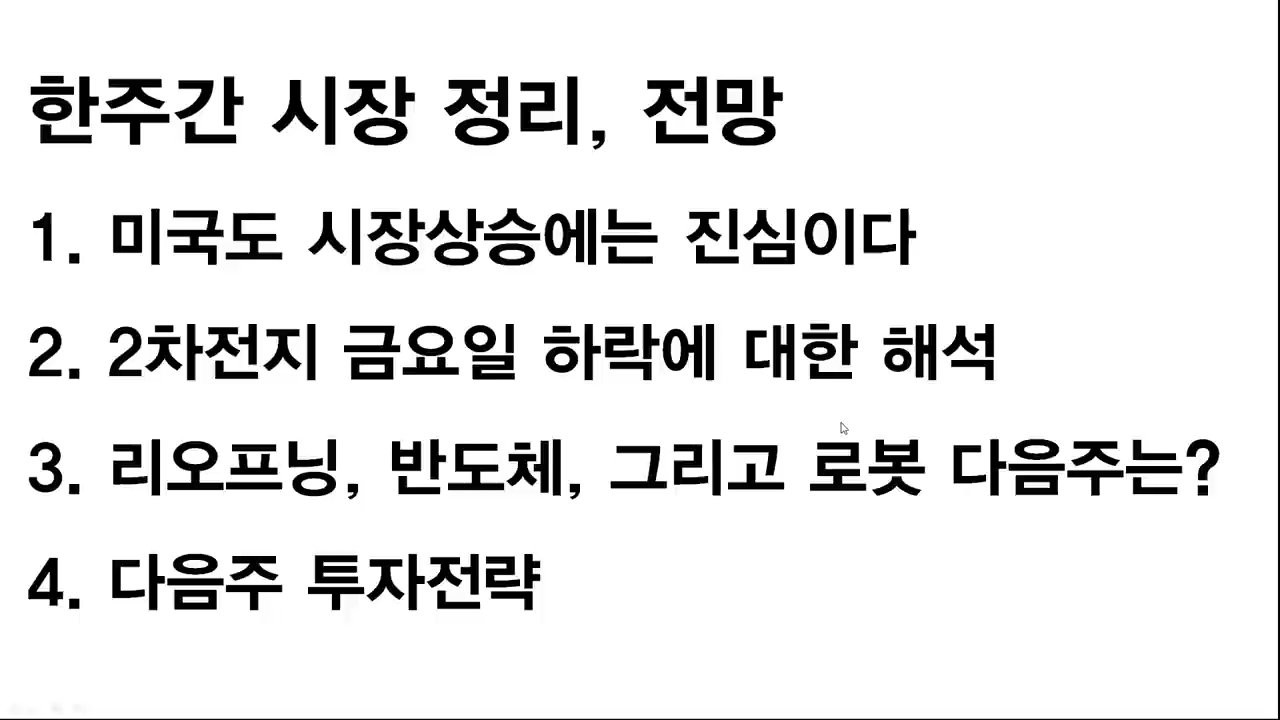 한주간 시장 정리, 전망
1. 미국도 시장상승에는 진심이다
2. 2차전지 금요일 하락에 대한 해석
3. 리오프닝, 반도체, 그리고 로봇 다음주는?
4. 다음주 투자전략